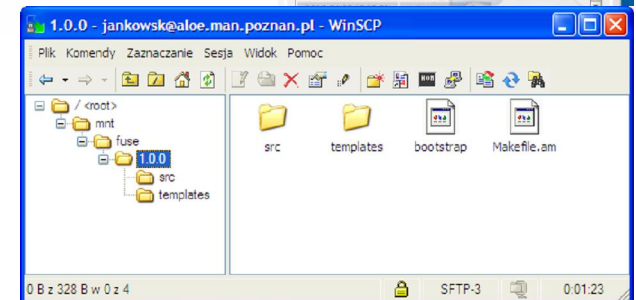 1.0.0 - jankowsk@aloe.man.poznan.pl - WinSCP
Plik Komendy Zaznaczanie Sesja Widok Pomoc
/ <root>
mnt
fuse
1.0.0
src
templates
src templates bootstrap Makefile.am
0 B z 328 B w 0 z 4 SFTP-3 0:01:23